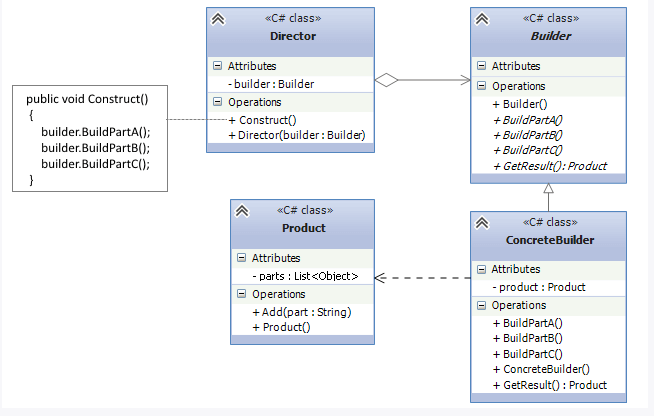 «C# class»
Director
Attributes
- builder : Builder
Operations
+ Construct()
+ Director(builder : Builder)
«C# class»
Builder
Attributes
Operations
+ Builder()
+ BuildPartA()
+ BuildPartB()
+ BuildPartC()
+ GetResult() : Product
public void Construct()
{
builder.BuildPartA();
builder.BuildPartB();
builder.BuildPartC();
}
«C# class»
Product
Attributes
- parts : List<Object>
Operations
+ Add(part : String)
+ Product()
«C# class»
ConcreteBuilder
Attributes
- product : Product
Operations
+ BuildPartA()
+ BuildPartB()
+ BuildPartC()
+ ConcreteBuilder()
+ GetResult() : Product